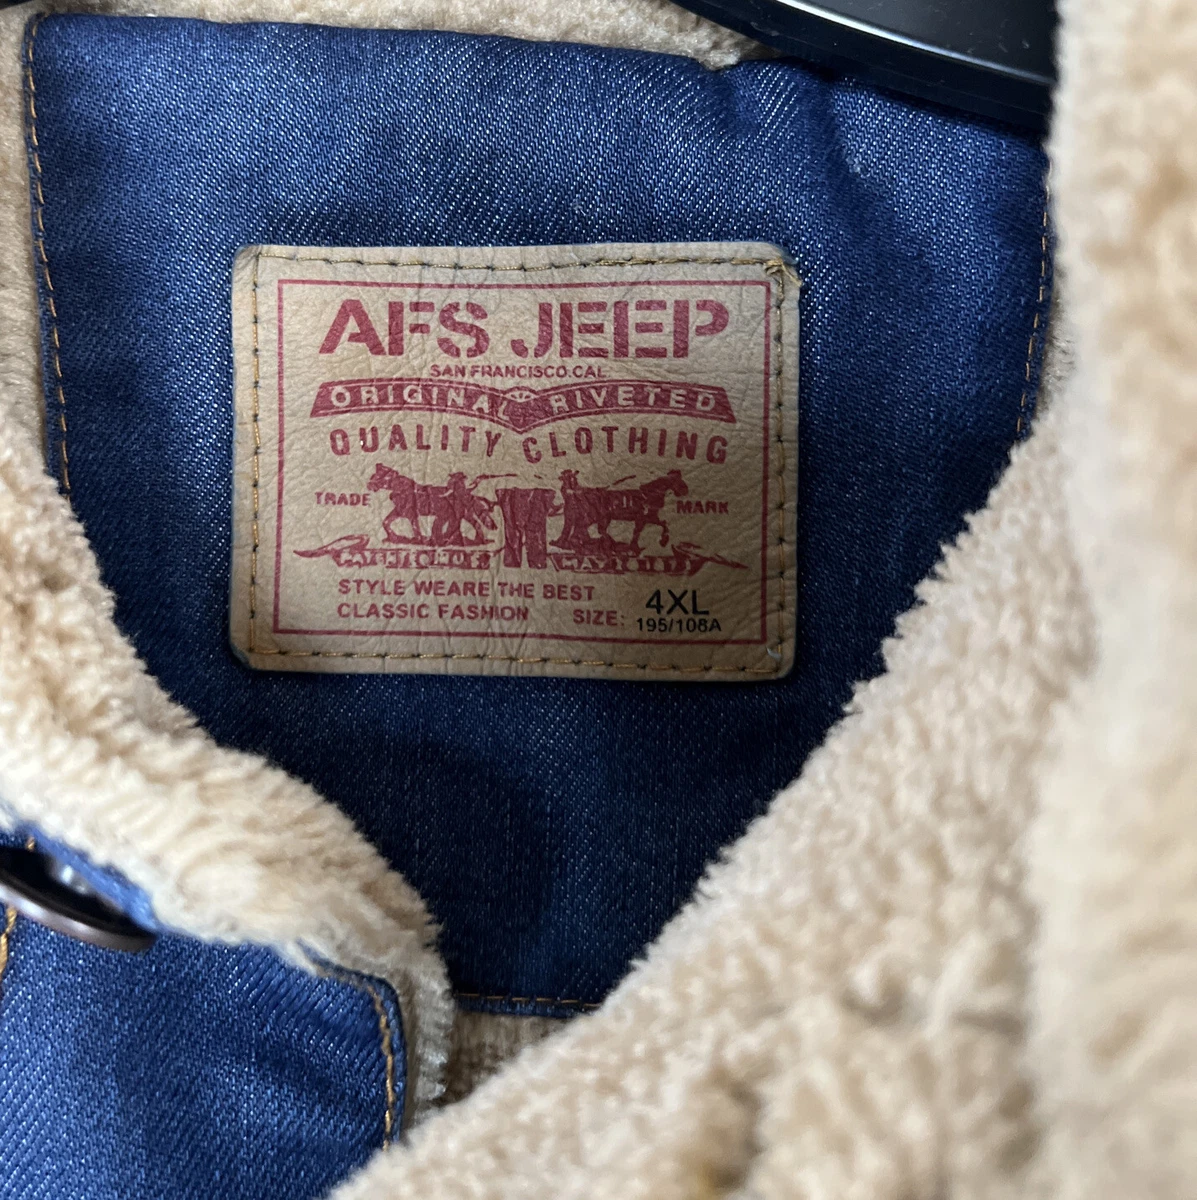 AFS JEEP
SAN FRANCISCO.CAL
ORIGINAL RIVETED
QUALITY CLOTHING
TRADE MARK
STYLE WEARE THE BEST
CLASSIC FASHION SIZE: 4XL
195/108A